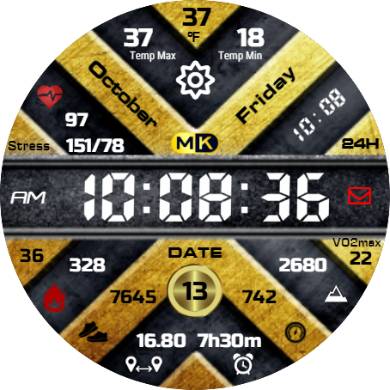 37
°F
37 18
Temp Max Temp Min
October Friday
97 10:08
Stress 151/78 MK 24H
AM 10:08:36
DATE VO2max
36 328 2680 22
7645 13 742
16.80 7h30m